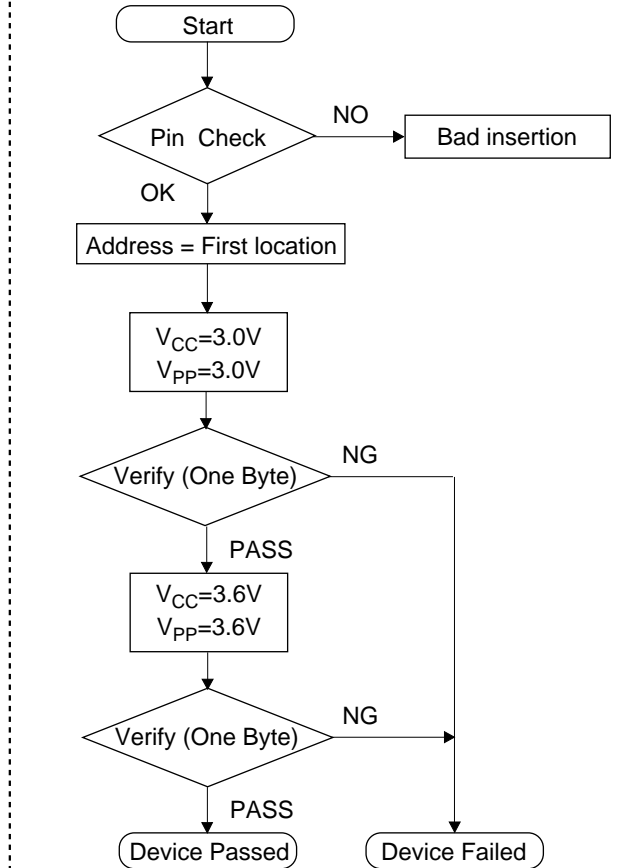 Start
Pin Check
NO
Bad insertion
OK
Address = First location
VCC=3.0V
VPP=3.0V
Verify (One Byte)
NG
PASS
VCC=3.6V
VPP=3.6V
Verify (One Byte)
NG
PASS
Device Passed
Device Failed